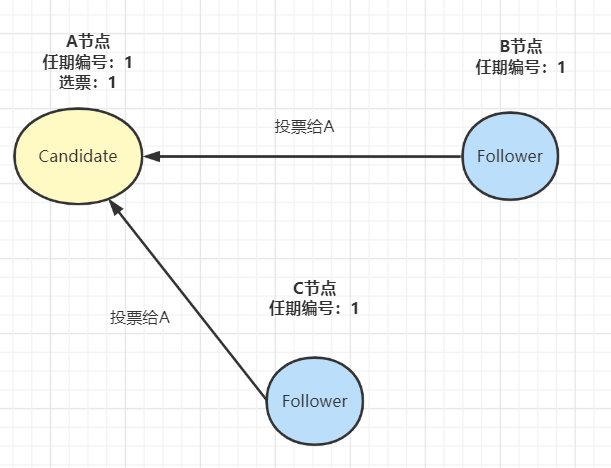 A节点
任期编号：1
选票：1
Candidate
B节点
任期编号：1
Follower
投票给A
C节点
任期编号：1
投票给A
Follower